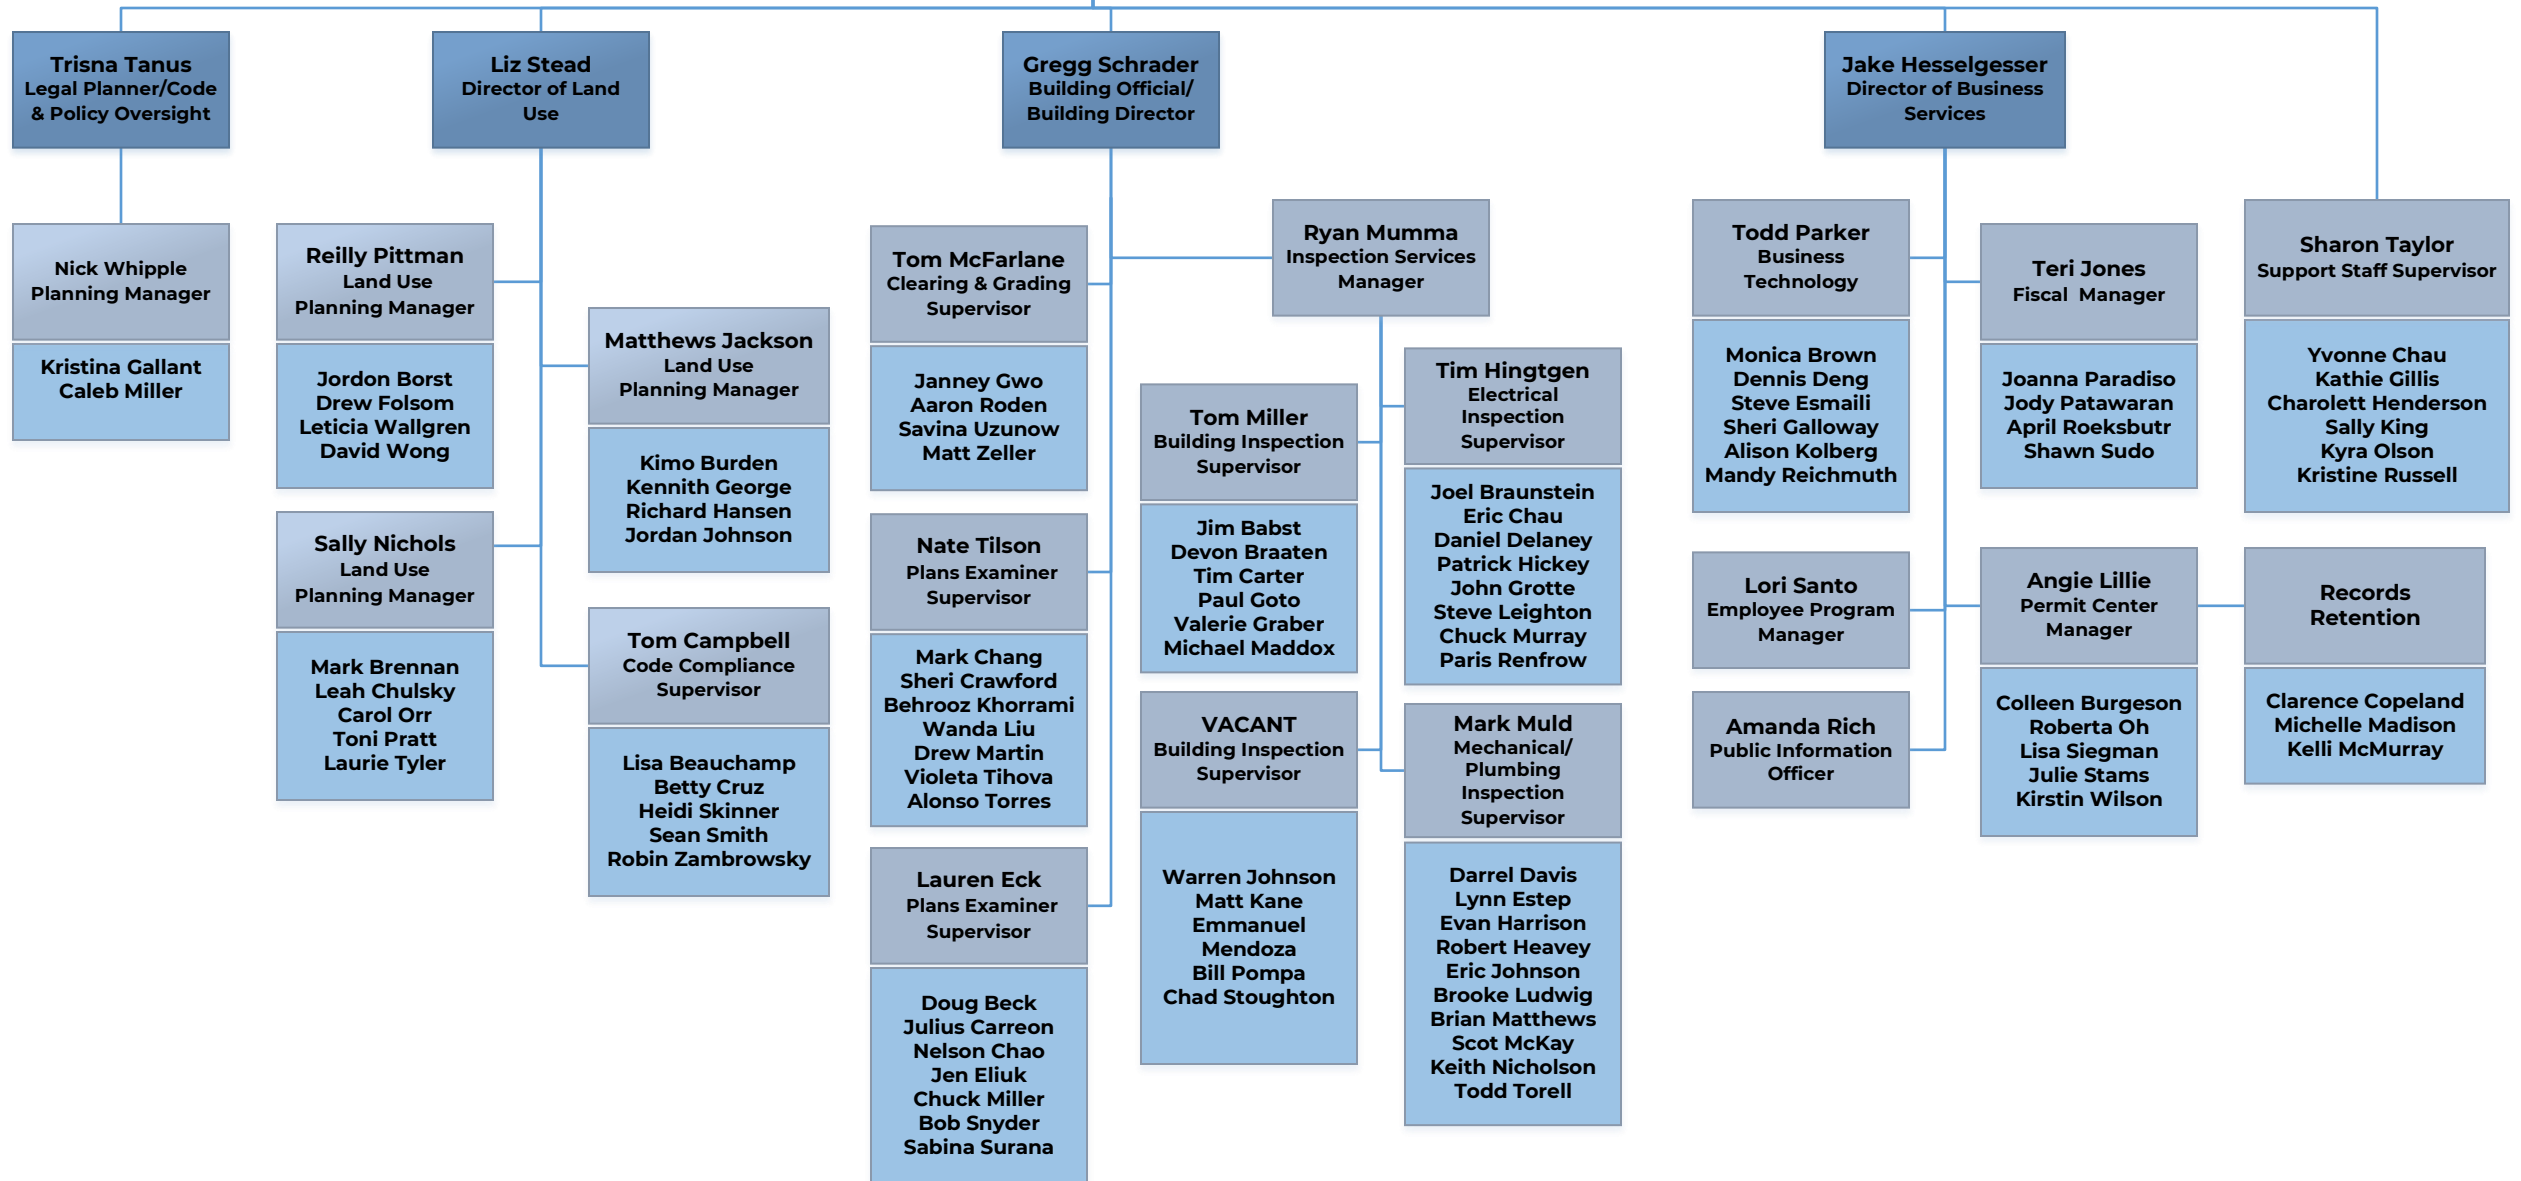 Trisna Tanus
Legal Planner/Code
& Policy Oversight
Liz Stead
Director of Land
Use
Gregg Schrader
Building Official/
Building Director
Jake Hesselgesser
Director of Business
Services
Nick Whipple
Planning Manager
Kristina Gallant
Caleb Miller
Reilly Pittman
Land Use
Planning Manager
Jordon Borst
Drew Folsom
Leticia Wallgren
David Wong
Sally Nichols
Land Use
Planning Manager
Mark Brennan
Leah Chulsky
Carol Orr
Toni Pratt
Laurie Tyler
Matthews Jackson
Land Use
Planning Manager
Kimo Burden
Kennith George
Richard Hansen
Jordan Johnson
Tom Campbell
Code Compliance
Supervisor
Lisa Beauchamp
Betty Cruz
Heidi Skinner
Sean Smith
Robin Zambrowsky
Tom McFarlane
Clearing & Grading
Supervisor
Janney Gwo
Aaron Roden
Savina Uzunow
Matt Zeller
Nate Tilson
Plans Examiner
Supervisor
Mark Chang
Sheri Crawford
Behrooz Khorrami
Wanda Liu
Drew Martin
Violeta Tihova
Alonso Torres
Lauren Eck
Plans Examiner
Supervisor
Doug Beck
Julius Carreon
Nelson Chao
Jen Eliuk
Chuck Miller
Bob Snyder
Sabina Surana
Ryan Mumma
Inspection Services
Manager
Tom Miller
Building Inspection
Supervisor
Jim Babst
Devon Braaten
Tim Carter
Paul Goto
Valerie Graber
Michael Maddox
VACANT
Building Inspection
Supervisor
Warren Johnson
Matt Kane
Emmanuel
Mendoza
Bill Pompa
Chad Stoughton
Tim Hingtgen
Electrical
Inspection
Supervisor
Joel Braunstein
Eric Chau
Daniel Delaney
Patrick Hickey
John Grotte
Steve Leighton
Chuck Murray
Paris Renfrow
Mark Muld
Mechanical/
Plumbing
Inspection
Supervisor
Darrel Davis
Lynn Estep
Evan Harrison
Robert Heavey
Eric Johnson
Brooke Ludwig
Brian Matthews
Scot McKay
Keith Nicholson
Todd Torell
Todd Parker
Business
Technology
Monica Brown
Dennis Deng
Steve Esmaili
Sheri Galloway
Alison Kolberg
Mandy Reichmuth
Lori Santo
Employee Program
Manager
Amanda Rich
Public Information
Officer
Teri Jones
Fiscal  Manager
Joanna Paradiso
Jody Patawaran
April Roeksbutr
Shawn Sudo
Angie Lillie
Permit Center
Manager
Colleen Burgeson
Roberta Oh
Lisa Siegman
Julie Stams
Kirstin Wilson
Sharon Taylor
Support Staff Supervisor
Yvonne Chau
Kathie Gillis
Charolett Henderson
Sally King
Kyra Olson
Kristine Russell
Records
Retention
Clarence Copeland
Michelle Madison
Kelli McMurray